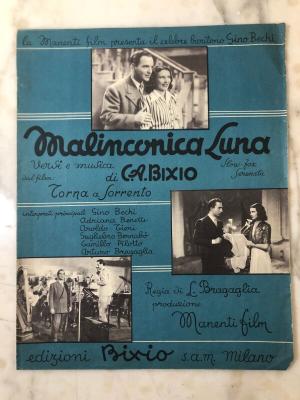 la Manenti film presenta il celebre baritono Gino Bechi
Malinconica Luna
Versi e musica di C.A. BIXIO
Slow-fox
Serenata
dal film:
Torna a Sorrento
interpreti principali Gino Bechi
Adriana Benetti
Aroldo Tieri
Guglielmo Barnabò
Camillo Pilotto
Arturo Bragaglia
Regia di L. Bragaglia
produzione
Manenti film
edizioni Bixio s.a.m. Milano